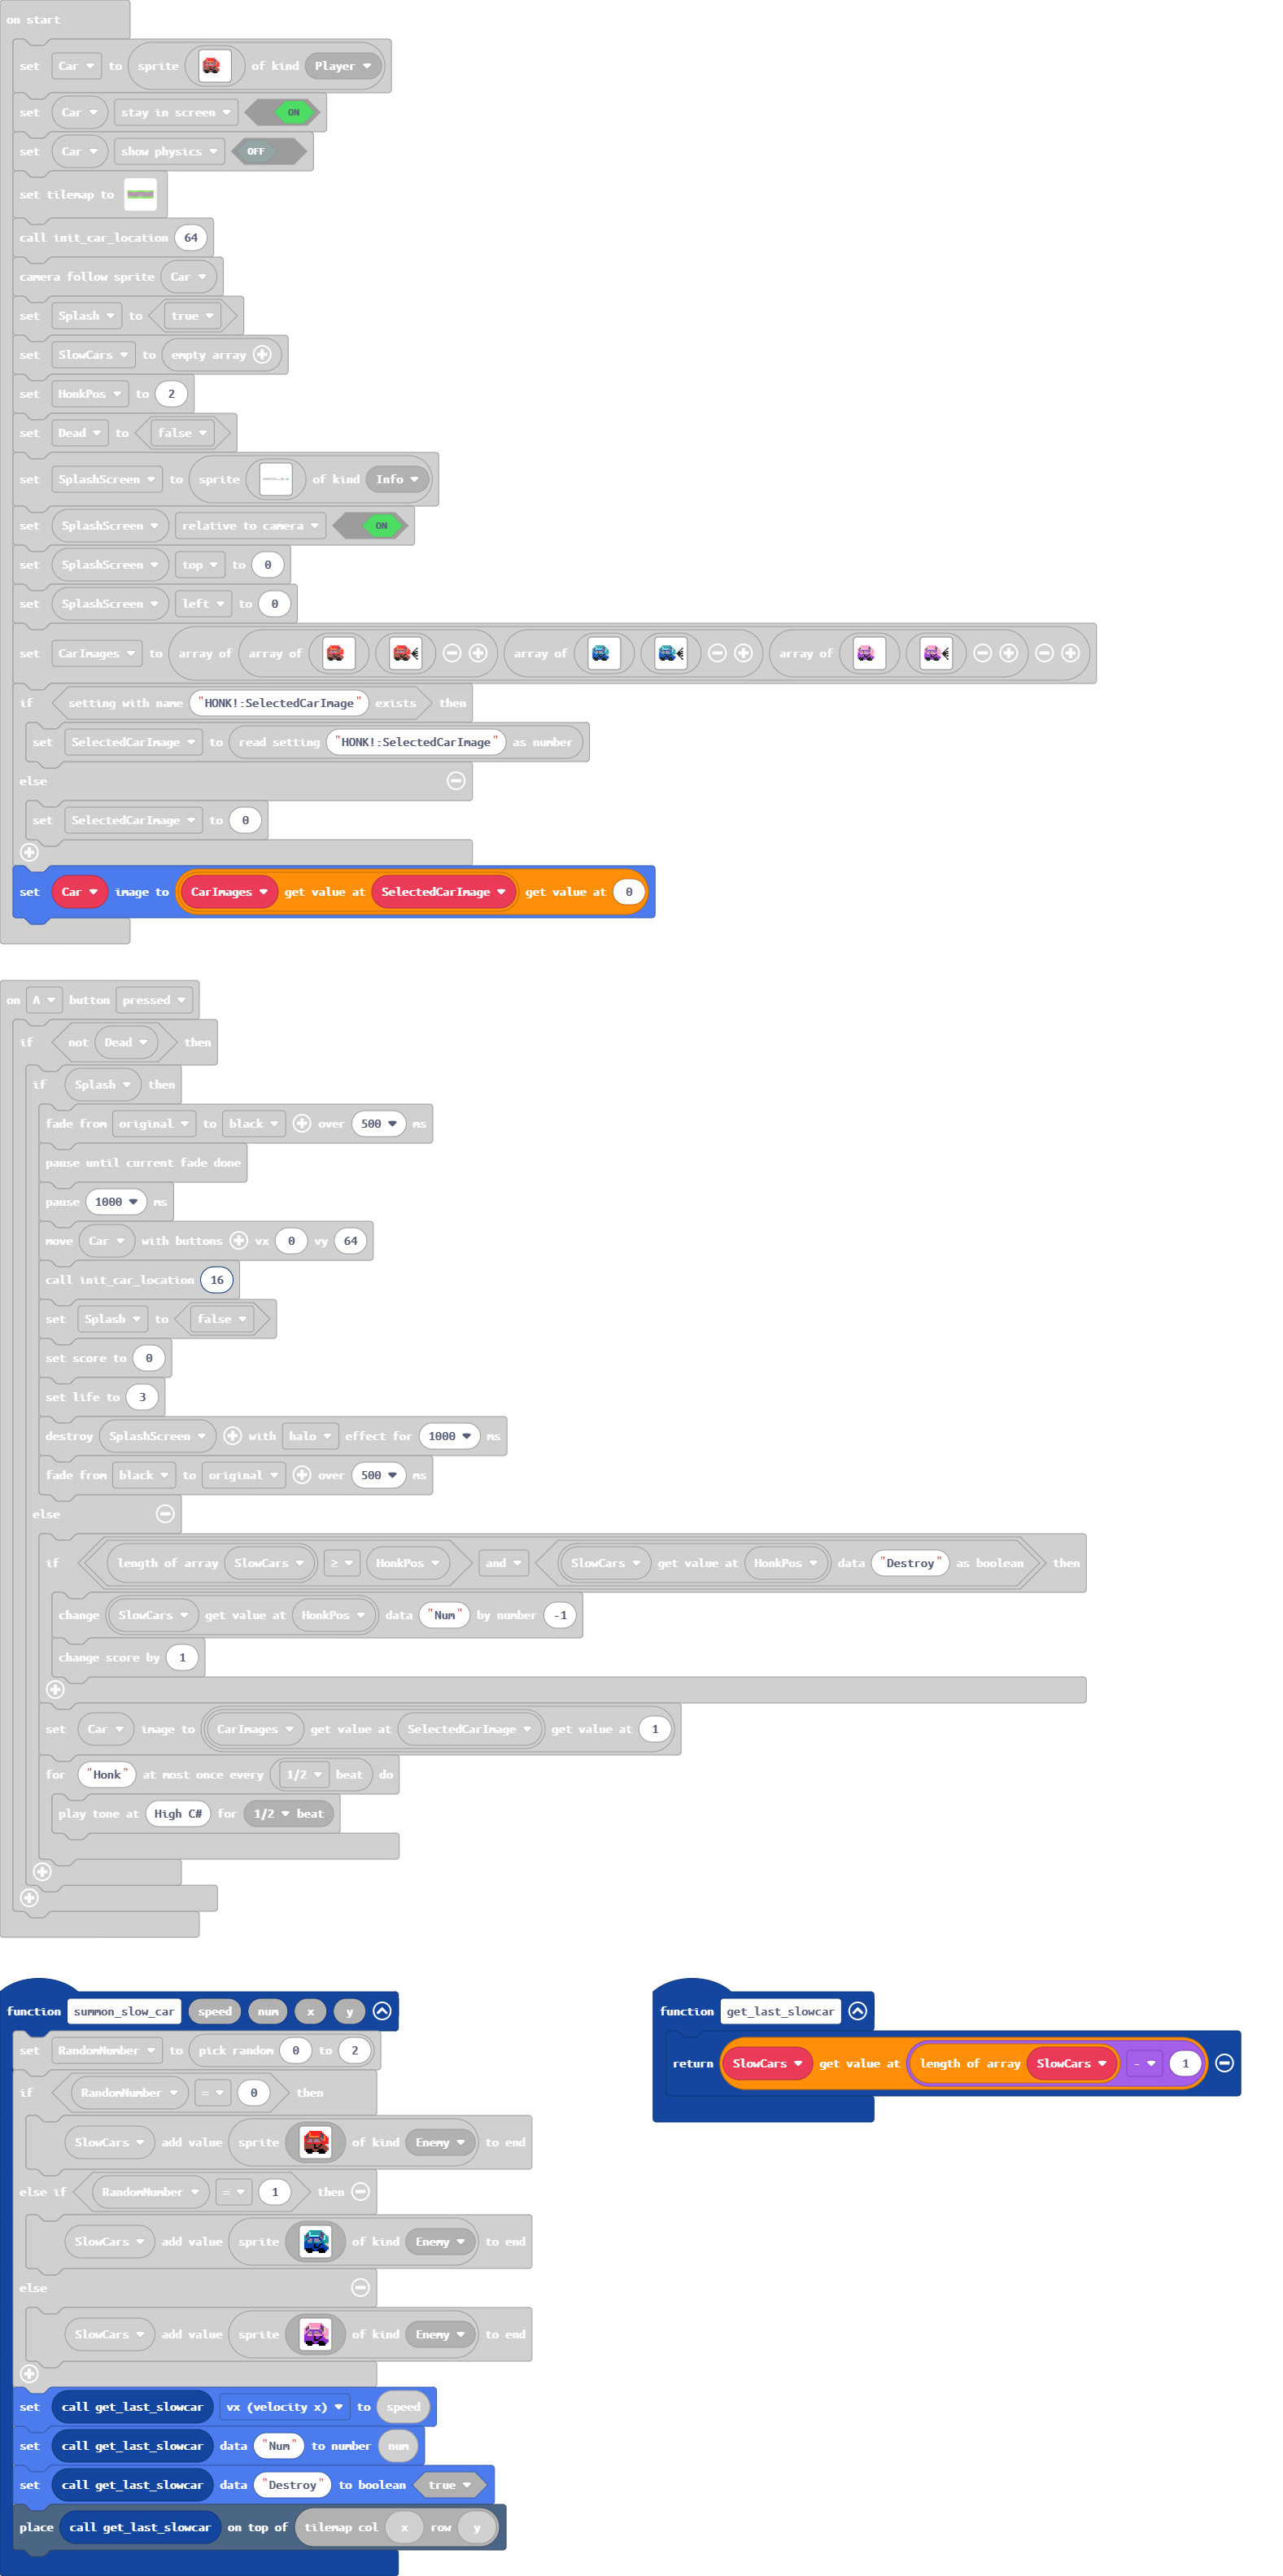 on start
set Car to sprite of kind Player
set Car stay in screen ON
set Car show physics OFF
set tilemap to
call init_car_location 64
camera follow sprite Car
set Splash to true
set SlowCars to empty array
set HonkPos to 2
set Dead to false
set SplashScreen to sprite of kind Info
set SplashScreen relative to camera ON
set SplashScreen top to 0
set SplashScreen left to 0
set CarImages to array of array of array of array of
if setting with name "HONK!:SelectedCarImage" exists then
set SelectedCarImage to read setting "HONK!:SelectedCarImage" as number
else
set SelectedCarImage to 0
set Car image to CarImages get value at SelectedCarImage get value at 0
on A button pressed
if not Dead then
if Splash then
fade from original to black over 500 ms
pause until current fade done
pause 1000 ms
move Car with buttons vx 0 vy 64
call init_car_location 16
set Splash to false
set score to 0
set life to 3
destroy SplashScreen with halo effect for 1000 ms
fade from black to original over 500 ms
else
if length of array SlowCars ≥ HonkPos and SlowCars get value at HonkPos data "Destroy" as boolean then
change SlowCars get value at HonkPos data "Num" by number -1
change score by 1
set Car image to CarImages get value at SelectedCarImage get value at 1
for "Honk" at most once every 1/2 beat do
play tone at High C# for 1/2 beat
function summon_slow_car speed num x y
set RandomNumber to pick random 0 to 2
if RandomNumber = 0 then
SlowCars add value sprite of kind Enemy to end
else if RandomNumber = 1 then
SlowCars add value sprite of kind Enemy to end
else
SlowCars add value sprite of kind Enemy to end
set call get_last_slowcar vx (velocity x) to speed
set call get_last_slowcar data "Num" to number num
set call get_last_slowcar data "Destroy" to boolean true
place call get_last_slowcar on top of tilemap col x row y
function get_last_slowcar
return SlowCars get value at length of array SlowCars - 1